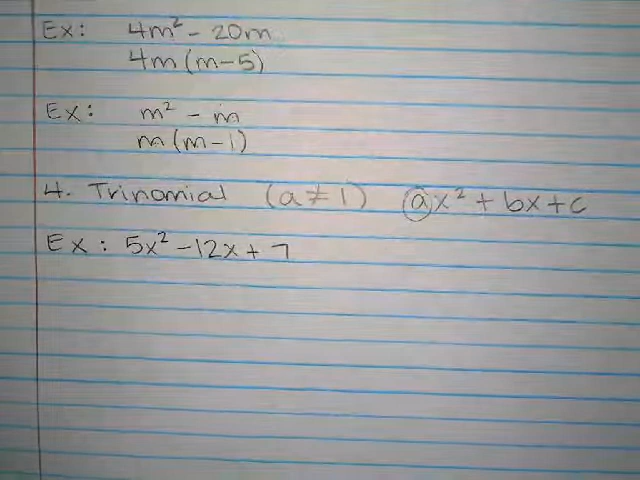 Ex: 4m² - 20m
4m(m-5)
Ex: m² - m
m(m-1)
4. Trinomial (a≠1) ax² + bx + c
Ex: 5x² - 12x + 7